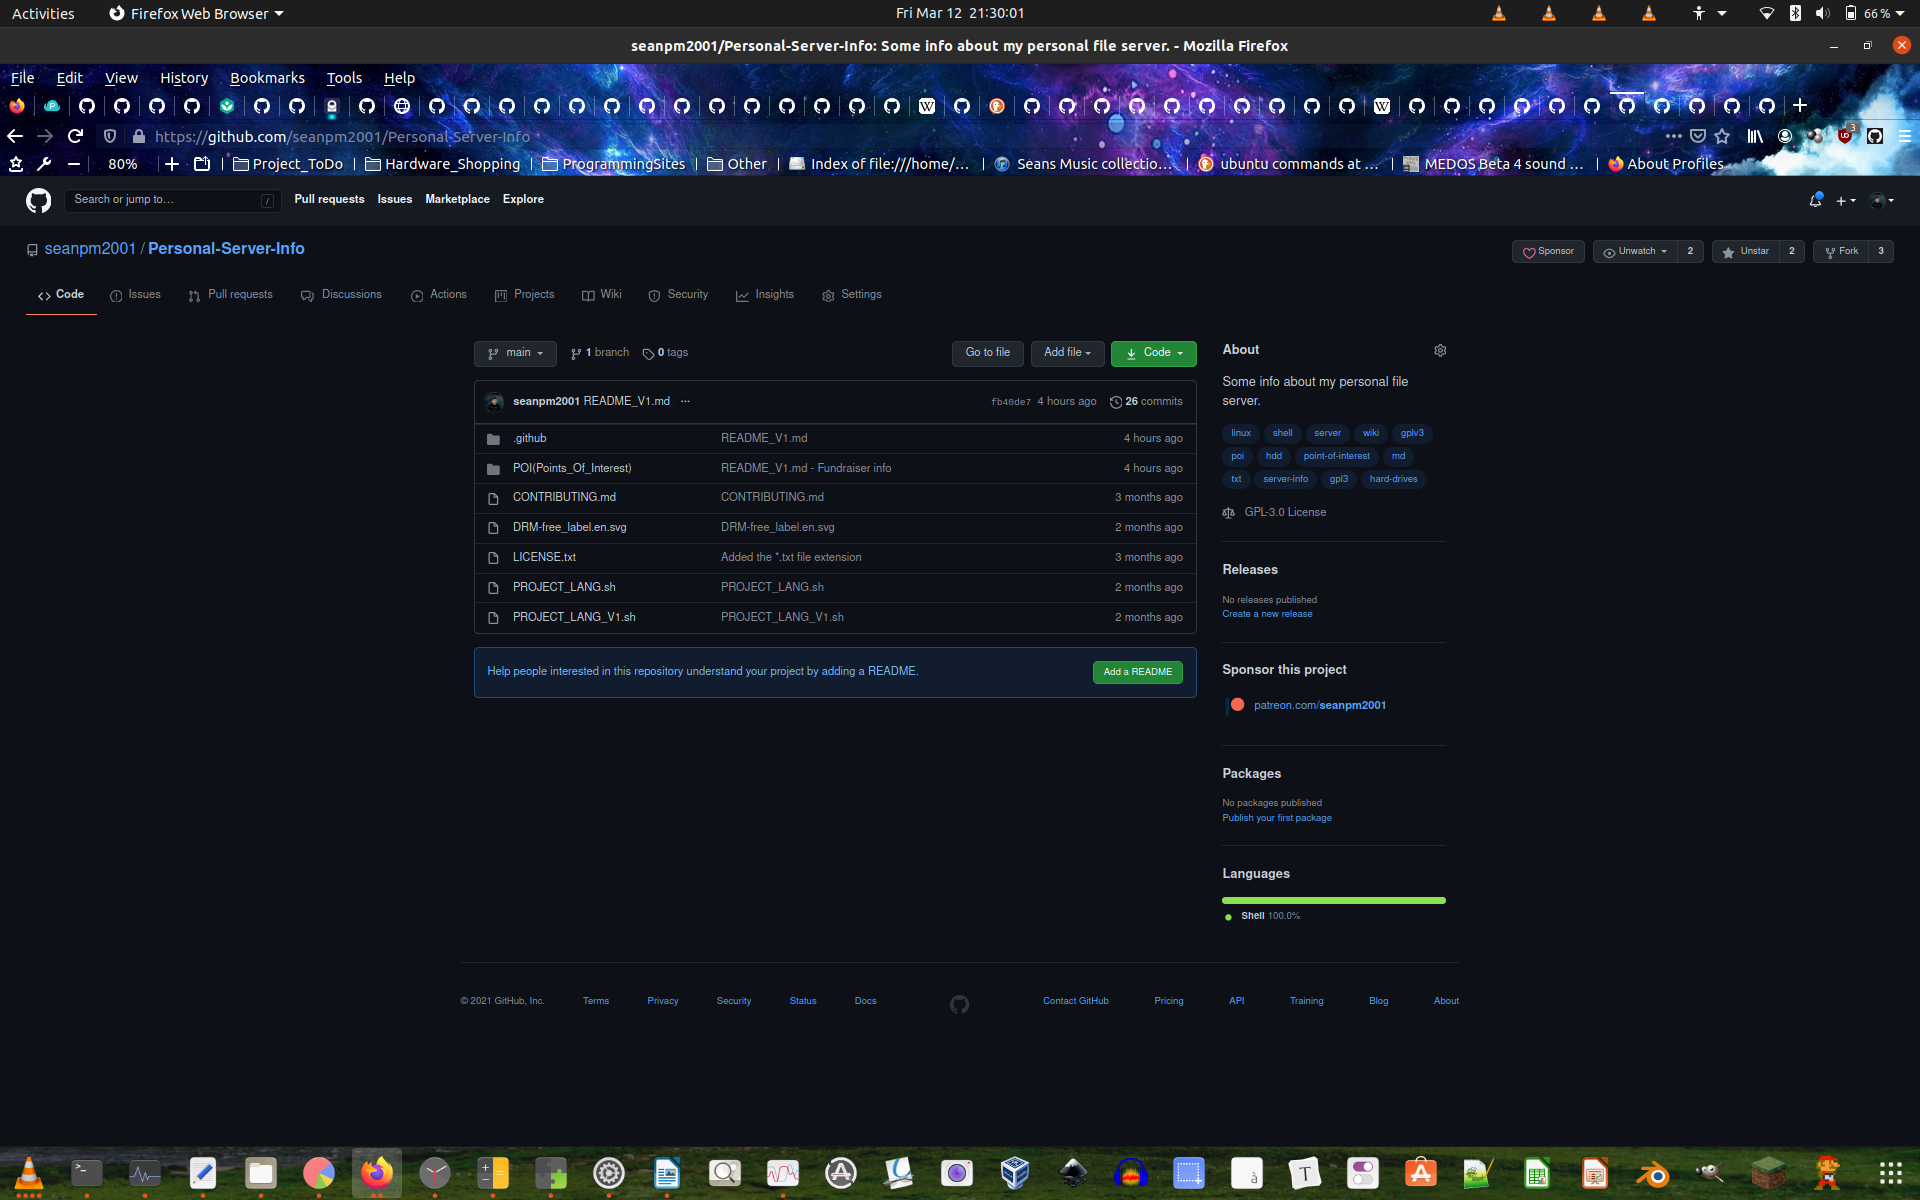 Activities Firefox Web Browser Fri Mar 12 21:30:01 66 %
seanpm2001/Personal-Server-Info: Some info about my personal file server. - Mozilla Firefox
File Edit View History Bookmarks Tools Help
https://github.com/seanpm2001/Personal-Server-Info 3
80% Project_ToDo Hardware_Shopping ProgrammingSites Other Index of file:///home/… Seans Music collectio… ubuntu commands at … MEDOS Beta 4 sound … About Profiles
Search or jump to… / Pull requests Issues Marketplace Explore
seanpm2001 / Personal-Server-Info Sponsor Unwatch 2 Unstar 2 Fork 3
Code Issues Pull requests Discussions Actions Projects Wiki Security Insights Settings
main 1 branch 0 tags Go to file Add file Code
seanpm2001 README_V1.md ... fb40de7 4 hours ago 26 commits
.github README_V1.md 4 hours ago
POI(Points_Of_Interest) README_V1.md - Fundraiser info 4 hours ago
CONTRIBUTING.md CONTRIBUTING.md 3 months ago
DRM-free_label.en.svg DRM-free_label.en.svg 2 months ago
LICENSE.txt Added the *.txt file extension 3 months ago
PROJECT_LANG.sh PROJECT_LANG.sh 2 months ago
PROJECT_LANG_V1.sh PROJECT_LANG_V1.sh 2 months ago
Help people interested in this repository understand your project by adding a README. Add a README
About
Some info about my personal file
server.
linux shell server wiki gplv3
poi hdd point-of-interest md
txt server-info gpl3 hard-drives
GPL-3.0 License
Releases
No releases published
Create a new release
Sponsor this project
patreon.com/seanpm2001
Packages
No packages published
Publish your first package
Languages
Shell 100.0%
© 2021 GitHub, Inc. Terms Privacy Security Status Docs Contact GitHub Pricing API Training Blog About